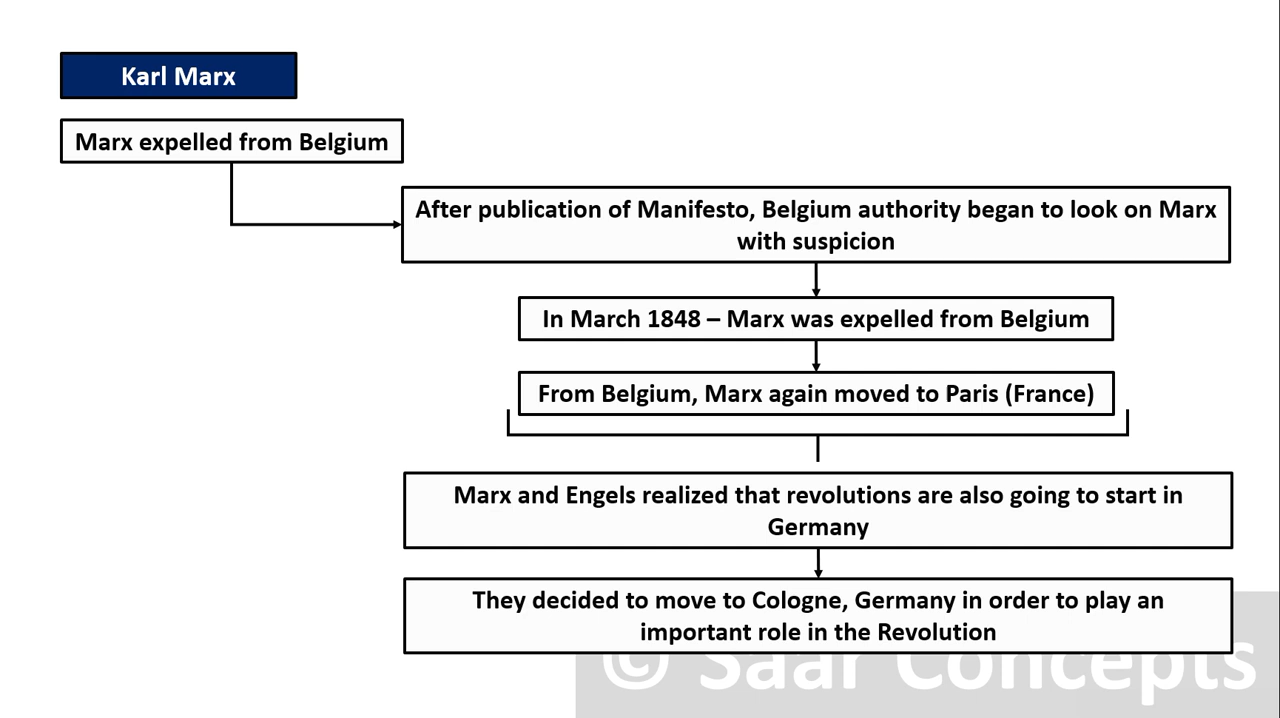 Karl Marx
Marx expelled from Belgium
After publication of Manifesto, Belgium authority began to look on Marx
with suspicion
In March 1848 – Marx was expelled from Belgium
From Belgium, Marx again moved to Paris (France)
Marx and Engels realized that revolutions are also going to start in
Germany
They decided to move to Cologne, Germany in order to play an
important role in the Revolution
© Saar Concepts